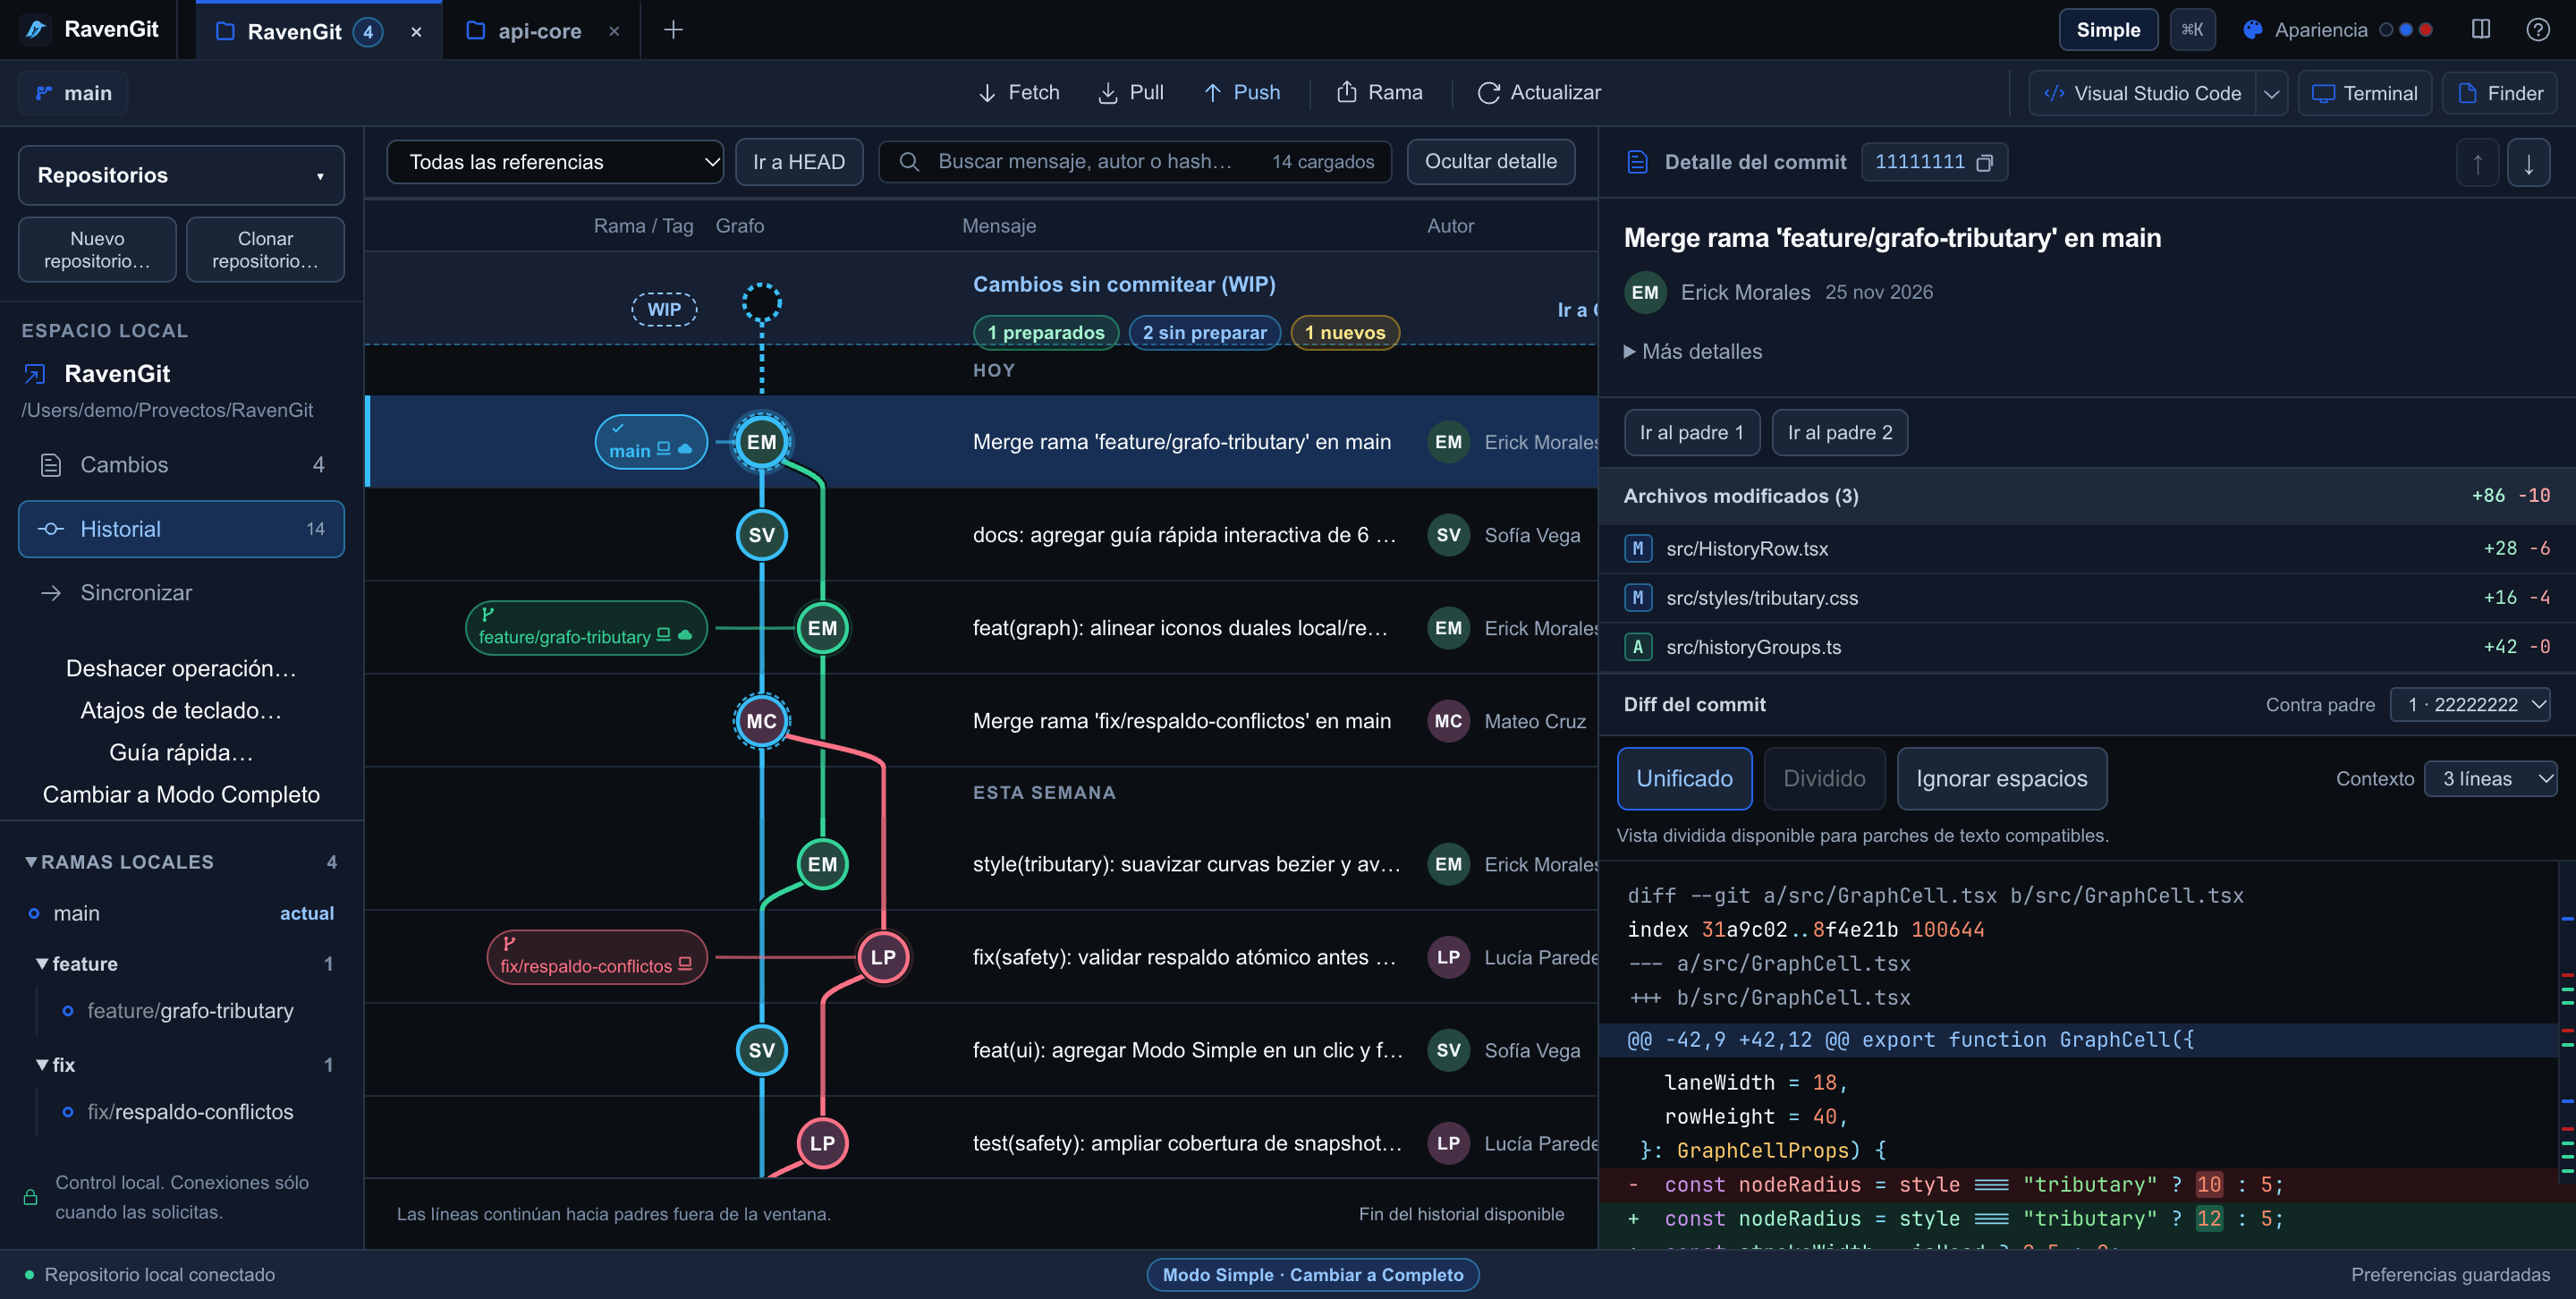 RavenGit
RavenGit 4 ×
api-core ×
Simple
⌘K
Apariencia
main
Fetch
Pull
Push
Rama
Actualizar
Visual Studio Code
Terminal
Finder
Repositorios
Nuevo repositorio…
Clonar repositorio…
ESPACIO LOCAL
RavenGit
/Users/demo/Proyectos/RavenGit
Cambios 4
Historial 14
Sincronizar
Deshacer operación…
Atajos de teclado…
Guía rápida…
Cambiar a Modo Completo
RAMAS LOCALES 4
main actual
feature 1
feature/grafo-tributary
fix 1
fix/respaldo-conflictos
Control local. Conexiones sólo
cuando las solicitas.
Todas las referencias
Ir a HEAD
Buscar mensaje, autor o hash…
14 cargados
Ocultar detalle
Rama / Tag Grafo Mensaje Autor
WIP
Cambios sin commitear (WIP)
1 preparados 2 sin preparar 1 nuevos
Ir a
HOY
main EM Merge rama 'feature/grafo-tributary' en main EM Erick Morales
SV docs: agregar guía rápida interactiva de 6 … SV Sofía Vega
feature/grafo-tributary EM feat(graph): alinear iconos duales local/re… EM Erick Morales
MC Merge rama 'fix/respaldo-conflictos' en main MC Mateo Cruz
ESTA SEMANA
EM style(tributary): suavizar curvas bezier y av… EM Erick Morales
fix/respaldo-conflictos LP fix(safety): validar respaldo atómico antes … LP Lucía Parede
SV feat(ui): agregar Modo Simple en un clic y f… SV Sofía Vega
LP test(safety): ampliar cobertura de snapshot… LP Lucía Parede
Las líneas continúan hacia padres fuera de la ventana.
Fin del historial disponible
Detalle del commit 11111111
↑ ↓
Merge rama 'feature/grafo-tributary' en main
EM Erick Morales 25 nov 2026
Más detalles
Ir al padre 1
Ir al padre 2
Archivos modificados (3) +86 -10
M src/HistoryRow.tsx +28 -6
M src/styles/tributary.css +16 -4
A src/historyGroups.ts +42 -0
Diff del commit
Contra padre 1 · 22222222
Unificado Dividido Ignorar espacios
Contexto 3 líneas
Vista dividida disponible para parches de texto compatibles.
diff --git a/src/GraphCell.tsx b/src/GraphCell.tsx
index 31a9c02..8f4e21b 100644
--- a/src/GraphCell.tsx
+++ b/src/GraphCell.tsx
@@ -42,9 +42,12 @@ export function GraphCell({
laneWidth = 18,
rowHeight = 40,
}: GraphCellProps) {
- const nodeRadius = style === "tributary" ? 10 : 5;
+ const nodeRadius = style === "tributary" ? 12 : 5;
Repositorio local conectado
Modo Simple · Cambiar a Completo
Preferencias guardadas